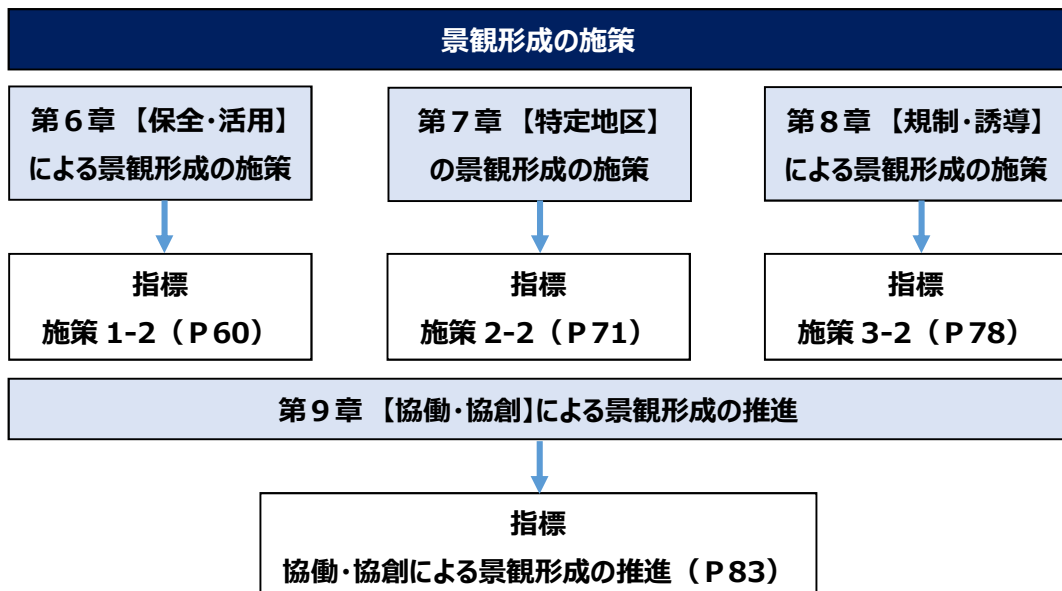 景観形成の施策
第６章 【保全・活用】
による景観形成の施策
第７章 【特定地区】
の景観形成の施策
第８章 【規制・誘導】
による景観形成の施策
指標
施策 1-2（Ｐ60）
指標
施策 2-2（Ｐ71）
指標
施策 3-2（Ｐ78）
第９章 【協働・協創】による景観形成の推進
指標
協働・協創による景観形成の推進（Ｐ83）